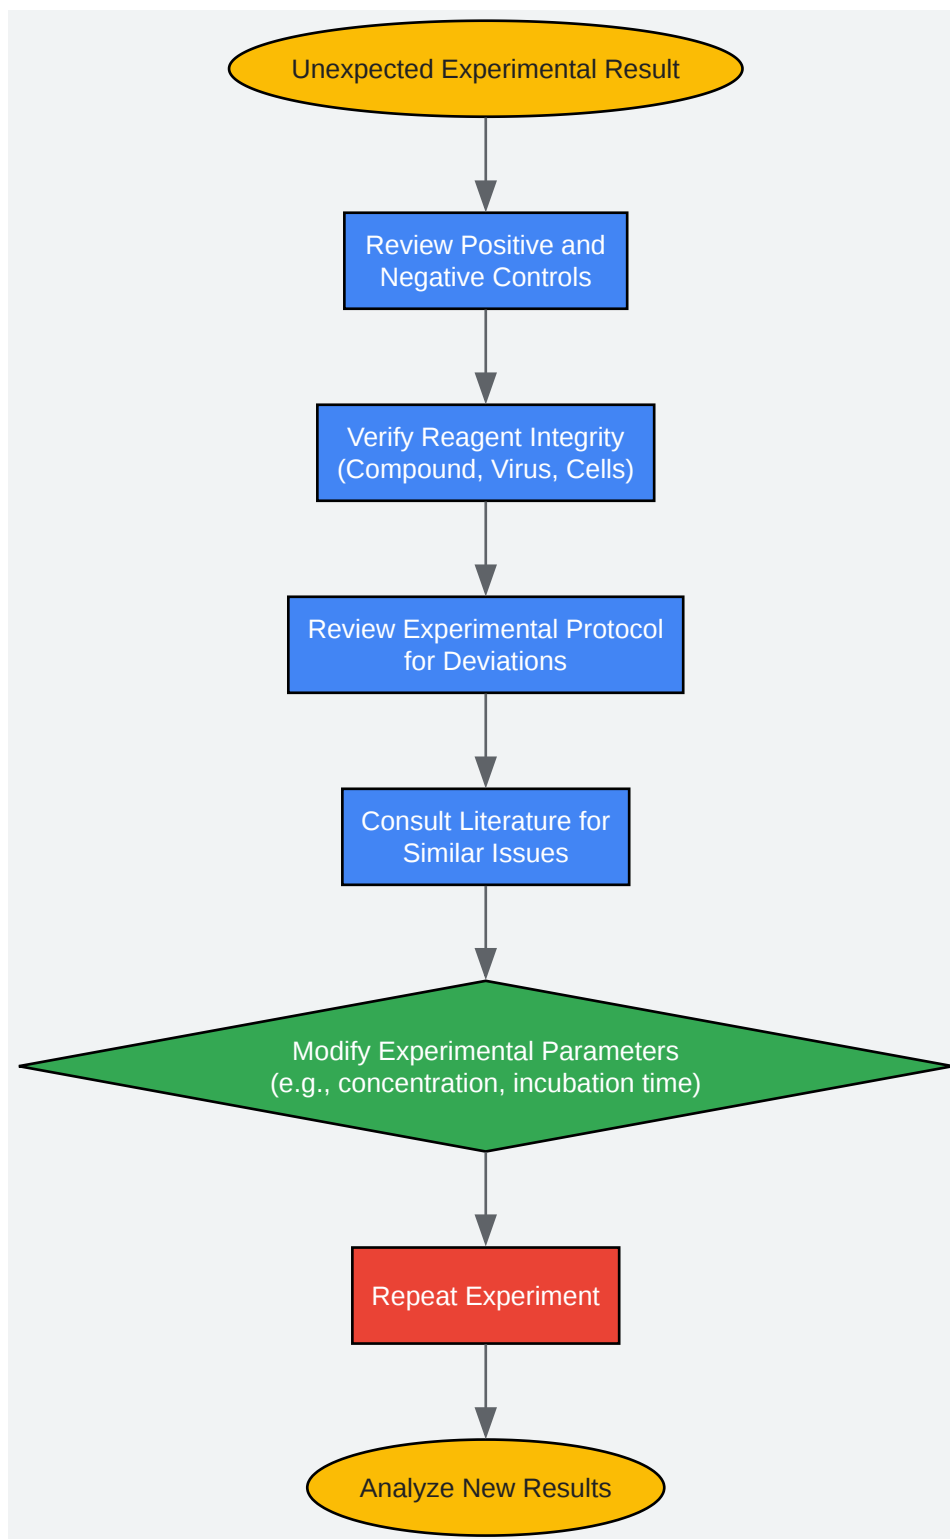 Unexpected Experimental Result
Review Positive and
Negative Controls
Verify Reagent Integrity
(Compound, Virus, Cells)
Review Experimental Protocol
for Deviations
Consult Literature for
Similar Issues
Modify Experimental Parameters
(e.g., concentration, incubation time)
Repeat Experiment
Analyze New Results